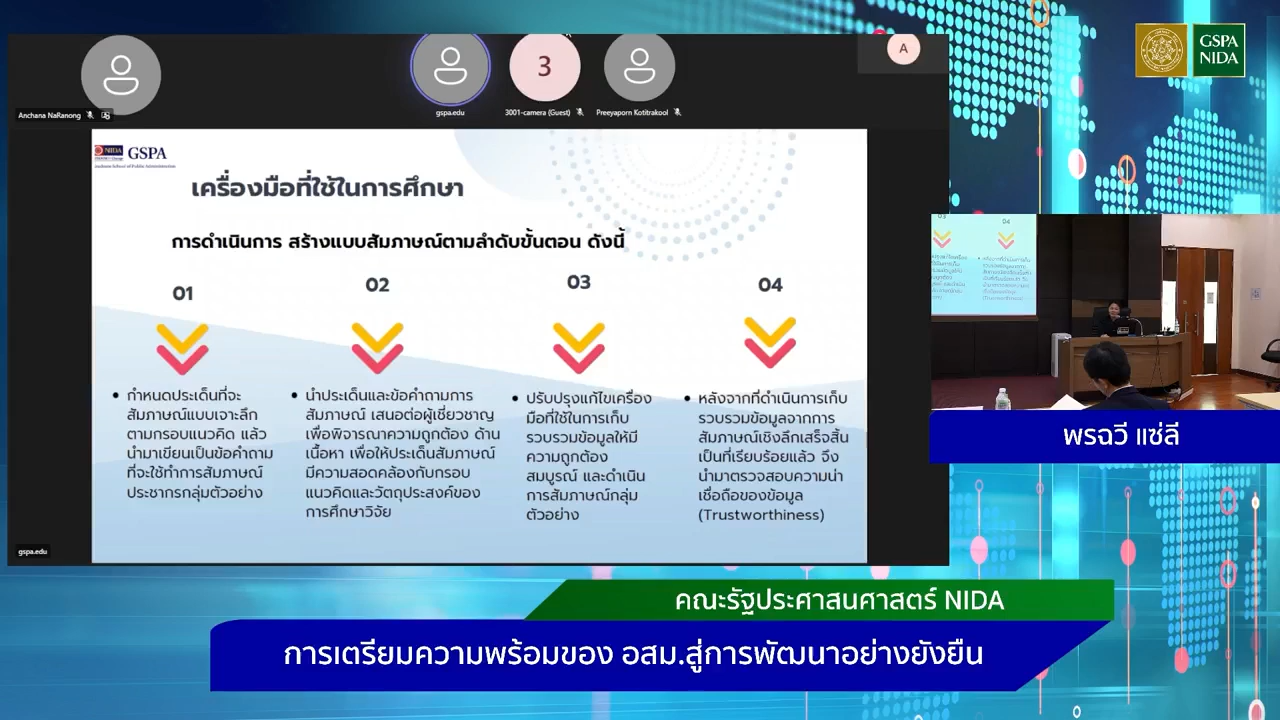 GSPA
NIDA
A
3
Anchana NaRanong
gspa.edu
3001-camera (Guest)
Preeyaporn Kotitrakool
NIDA GSPA
เครื่องมือที่ใช้ในการศึกษา
การดำเนินการ สร้างแบบสัมภาษณ์ตามลำดับขั้นตอน ดังนี้
01
02
03
04
• กำหนดประเด็นที่จะ
สัมภาษณ์แบบเจาะลึก
ตามกรอบแนวคิด แล้ว
นำมาเขียนเป็นข้อคำถาม
ที่จะใช้ทำการสัมภาษณ์
ประชากรกลุ่มตัวอย่าง
• นำประเด็นและข้อคำถามการ
สัมภาษณ์ เสนอต่อผู้เชี่ยวชาญ
เพื่อพิจารณาความถูกต้อง ด้าน
เนื้อหา เพื่อให้ประเด็นสัมภาษณ์
มีความสอดคล้องกับกรอบ
แนวคิดและวัตถุประสงค์ของ
การศึกษาวิจัย
• ปรับปรุงแก้ไขเครื่อง
มือที่ใช้ในการเก็บ
รวบรวมข้อมูลให้มี
ความถูกต้อง
สมบูรณ์ และดำเนิน
การสัมภาษณ์กลุ่ม
ตัวอย่าง
• หลังจากที่ดำเนินการเก็บ
รวบรวมข้อมูลจากการ
สัมภาษณ์เชิงลึกเสร็จสิ้น
เป็นที่เรียบร้อยแล้ว จึง
นำมาตรวจสอบความน่า
เชื่อถือของข้อมูล
(Trustworthiness)
gspa.edu
04
พรฉวี แซ่ลี
คณะรัฐประศาสนศาสตร์ NIDA
การเตรียมความพร้อมของ อสม.สู่การพัฒนาอย่างยั่งยืน